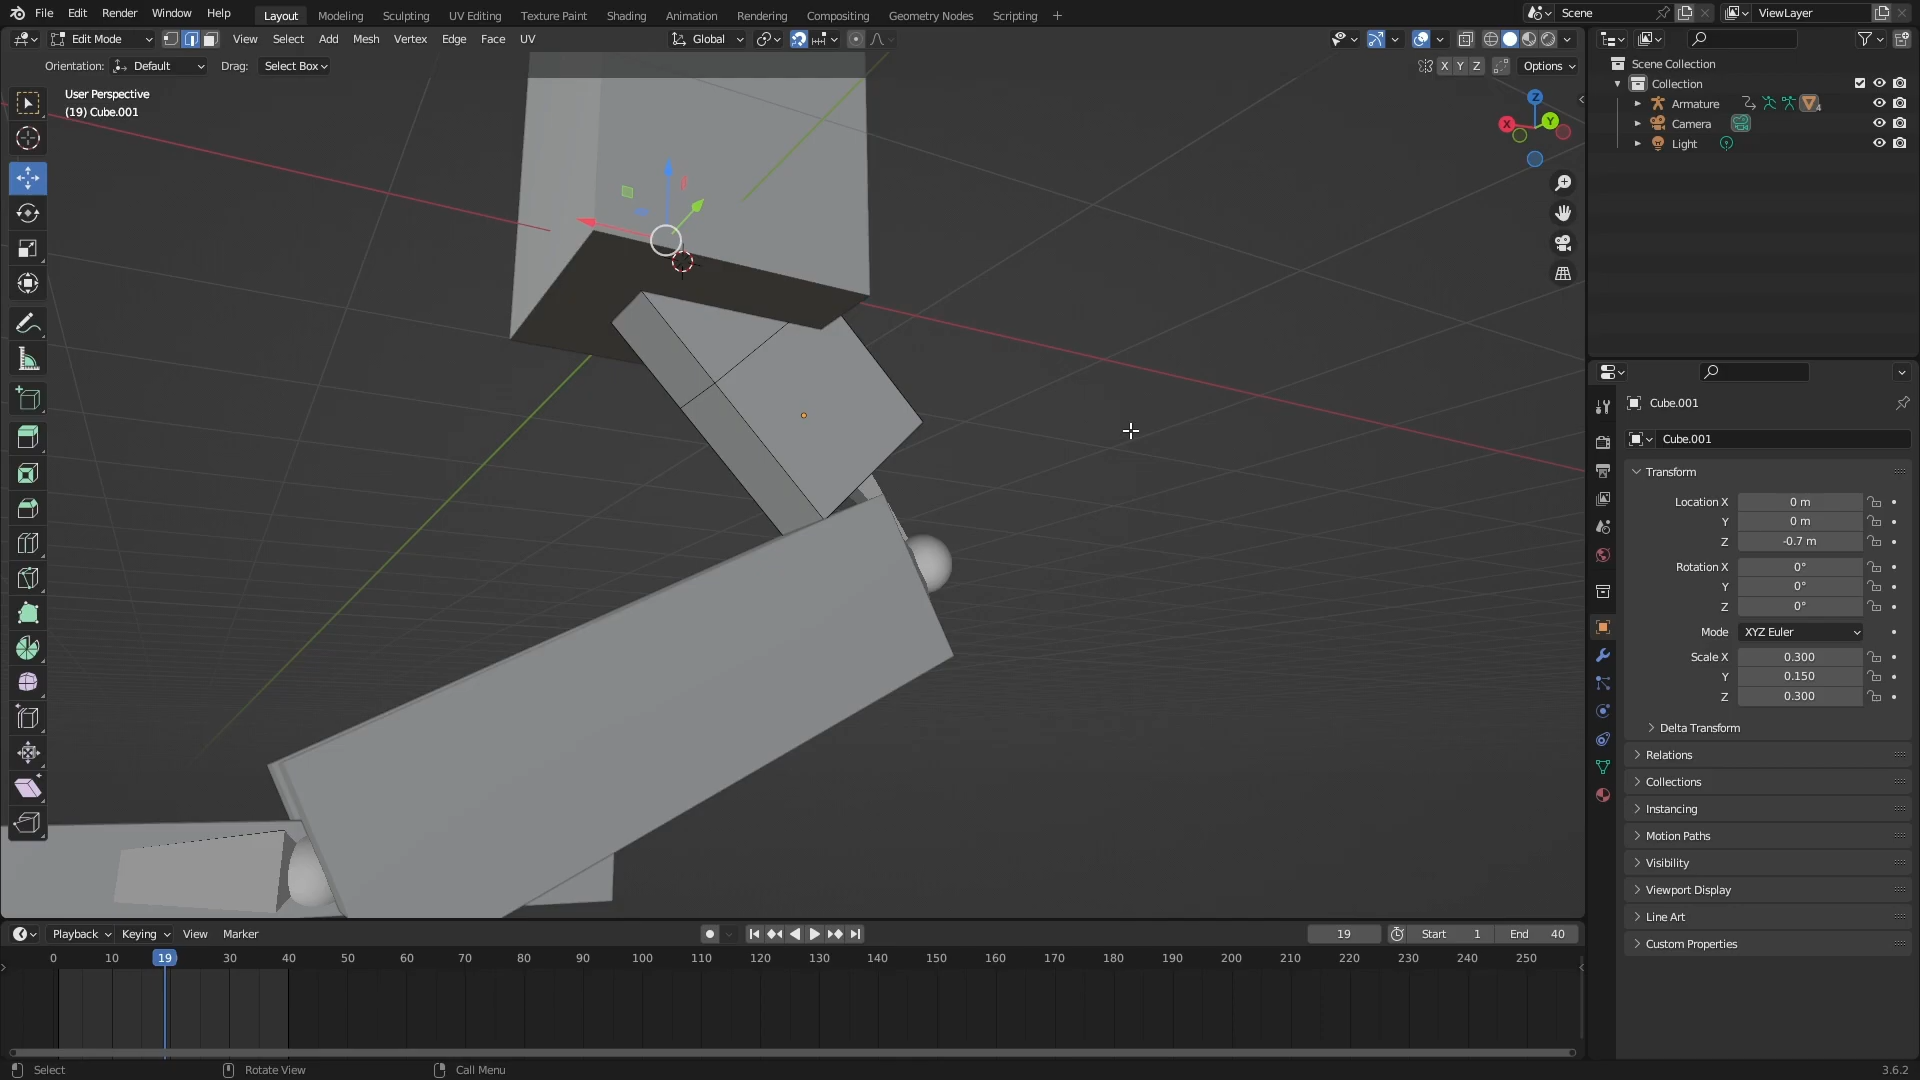 File Edit Render Window Help Layout Modeling Sculpting UV Editing Texture Paint Shading Animation Rendering Compositing Geometry Nodes Scripting + Scene ViewLayer
Edit Mode View Select Add Mesh Vertex Edge Face UV Global
Orientation: Default Drag: Select Box X Y Z Options
User Perspective
(19) Cube.001
Z
Y
X
Scene Collection
Collection
Armature 4
Camera
Light
Cube.001
Cube.001
Transform
Location X 0 m
Y 0 m
Z -0.7 m
Rotation X 0°
Y 0°
Z 0°
Mode XYZ Euler
Scale X 0.300
Y 0.150
Z 0.300
Delta Transform
Relations
Collections
Instancing
Motion Paths
Visibility
Viewport Display
Line Art
Custom Properties
Playback Keying View Marker 19 Start 1 End 40
0 10 19 30 40 50 60 70 80 90 100 110 120 130 140 150 160 170 180 190 200 210 220 230 240 250
Select Rotate View Call Menu 3.6.2